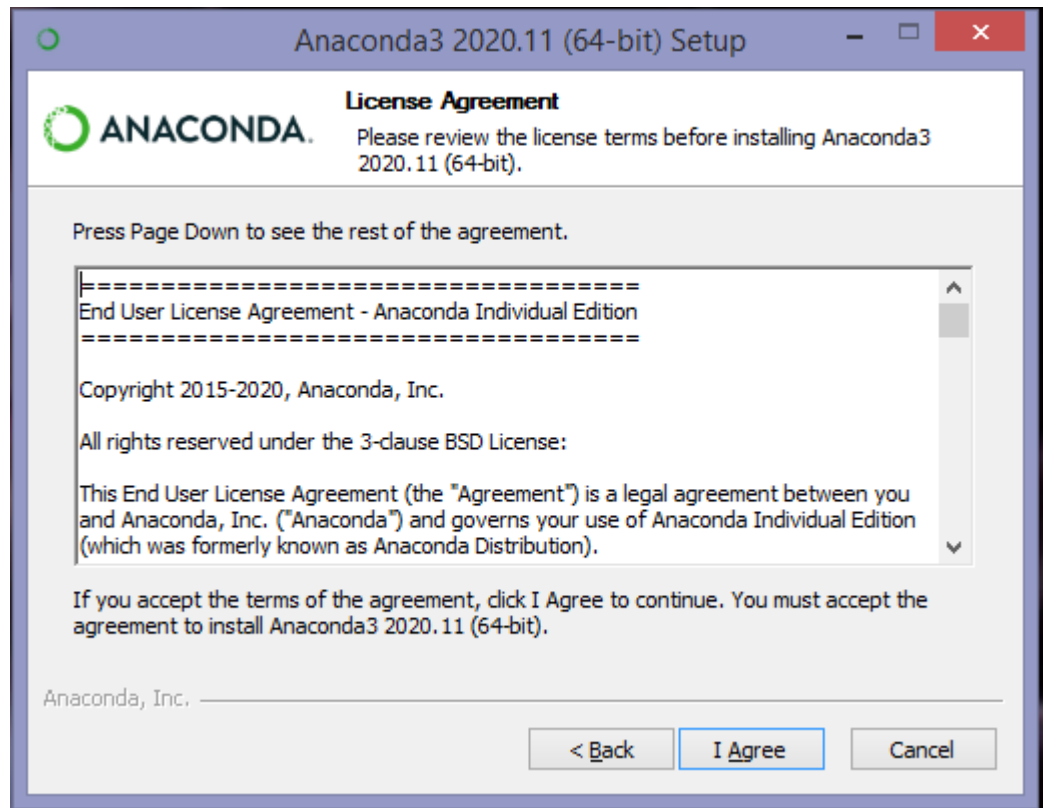 Anaconda3 2020.11 (64-bit) Setup
ANACONDA.
License Agreement
Please review the license terms before installing Anaconda3
2020.11 (64-bit).
Press Page Down to see the rest of the agreement.
===================================
End User License Agreement - Anaconda Individual Edition
===================================
Copyright 2015-2020, Anaconda, Inc.
All rights reserved under the 3-clause BSD License:
This End User License Agreement (the "Agreement") is a legal agreement between you
and Anaconda, Inc. ("Anaconda") and governs your use of Anaconda Individual Edition
(which was formerly known as Anaconda Distribution).
If you accept the terms of the agreement, click I Agree to continue. You must accept the
agreement to install Anaconda3 2020.11 (64-bit).
Anaconda, Inc.
< Back
I Agree
Cancel